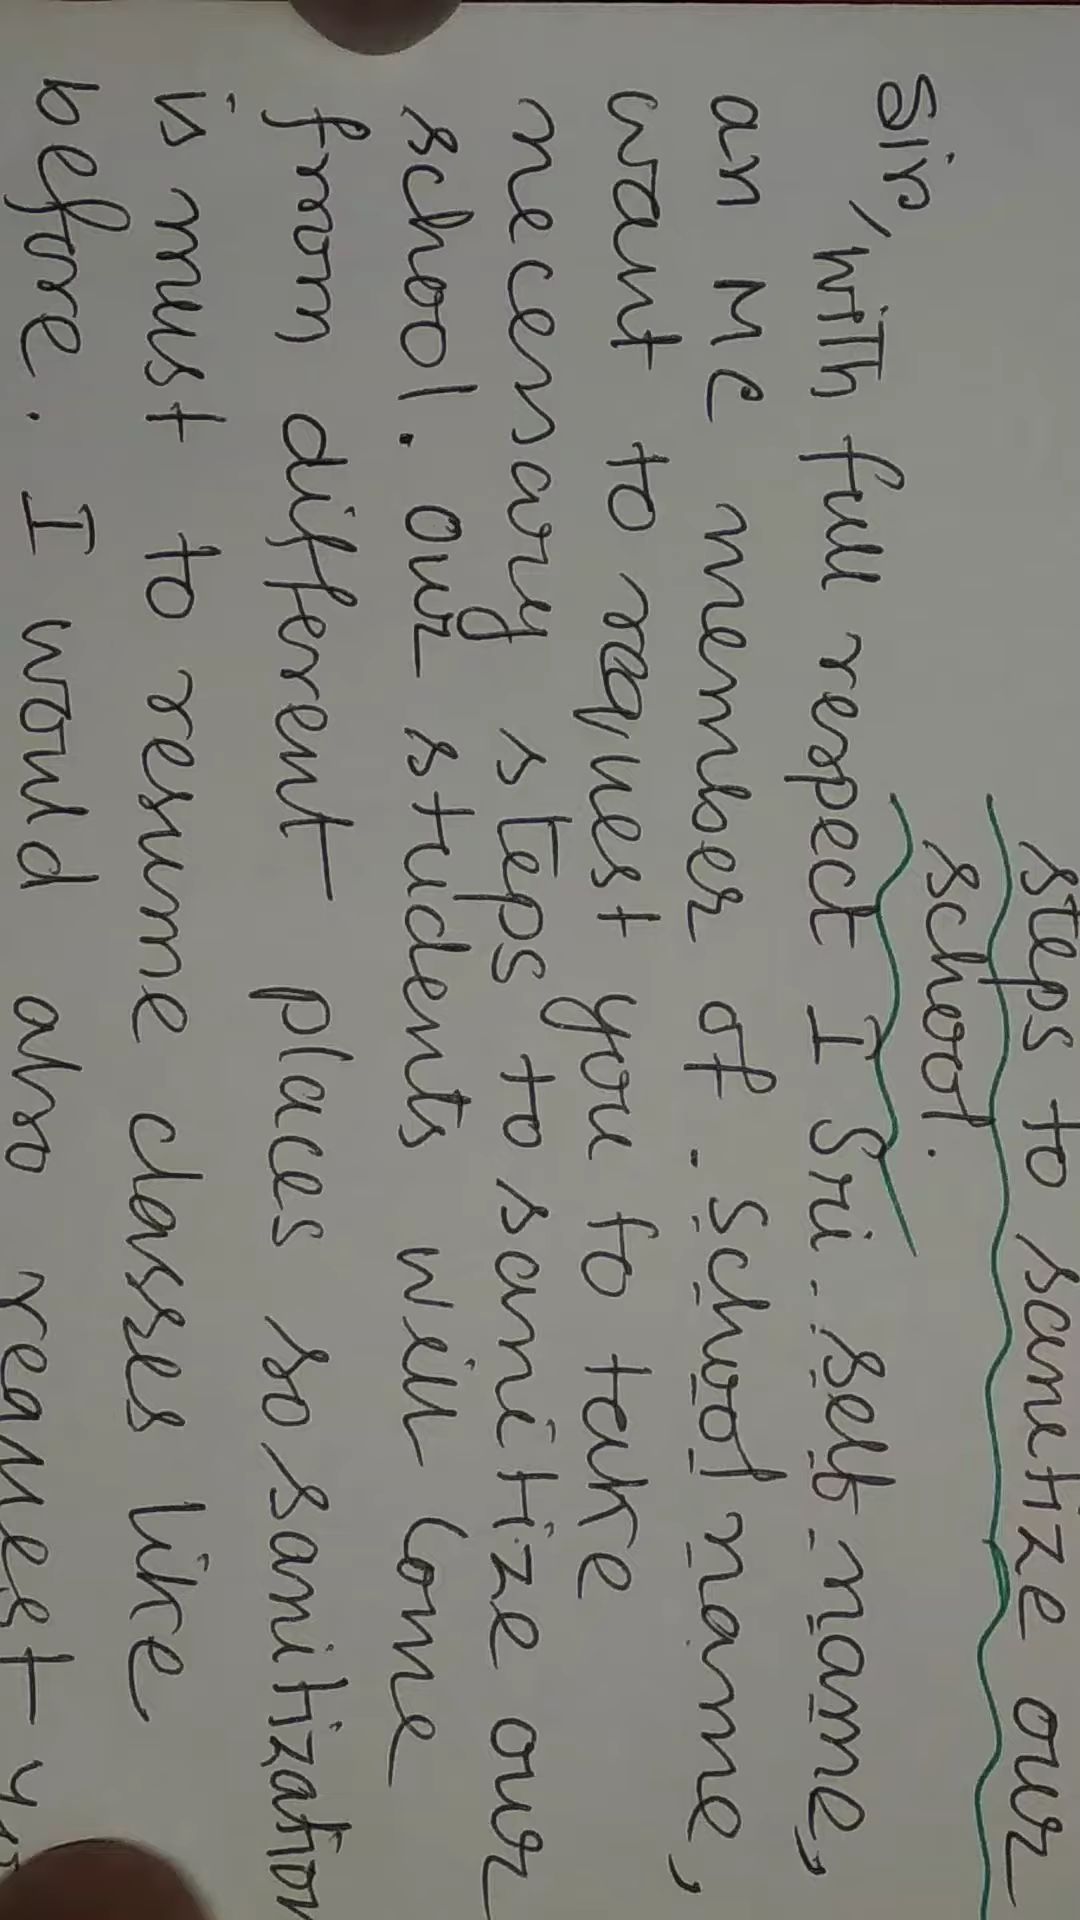 steps to sanetize our
school.
Sir, with full respect I Sri. self name,
an MC member of . School name,
want to request you to take
necessary steps to sanitize our
school. Our students will come
from different places so sanitization
is must to resume classes like
before. I would also request